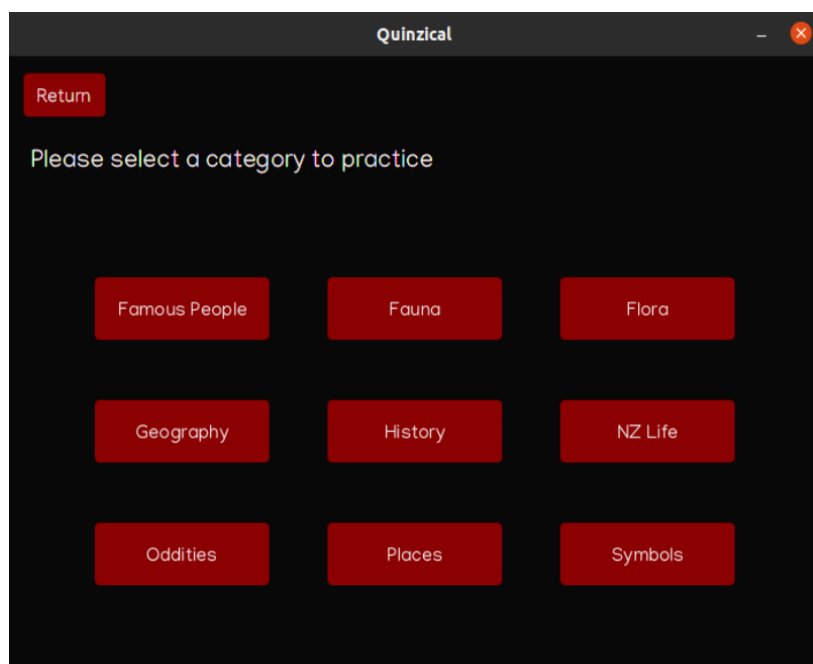 Quinzical
Return
Please select a category to practice
Famous People Fauna Flora
Geography History NZ Life
Oddities Places Symbols